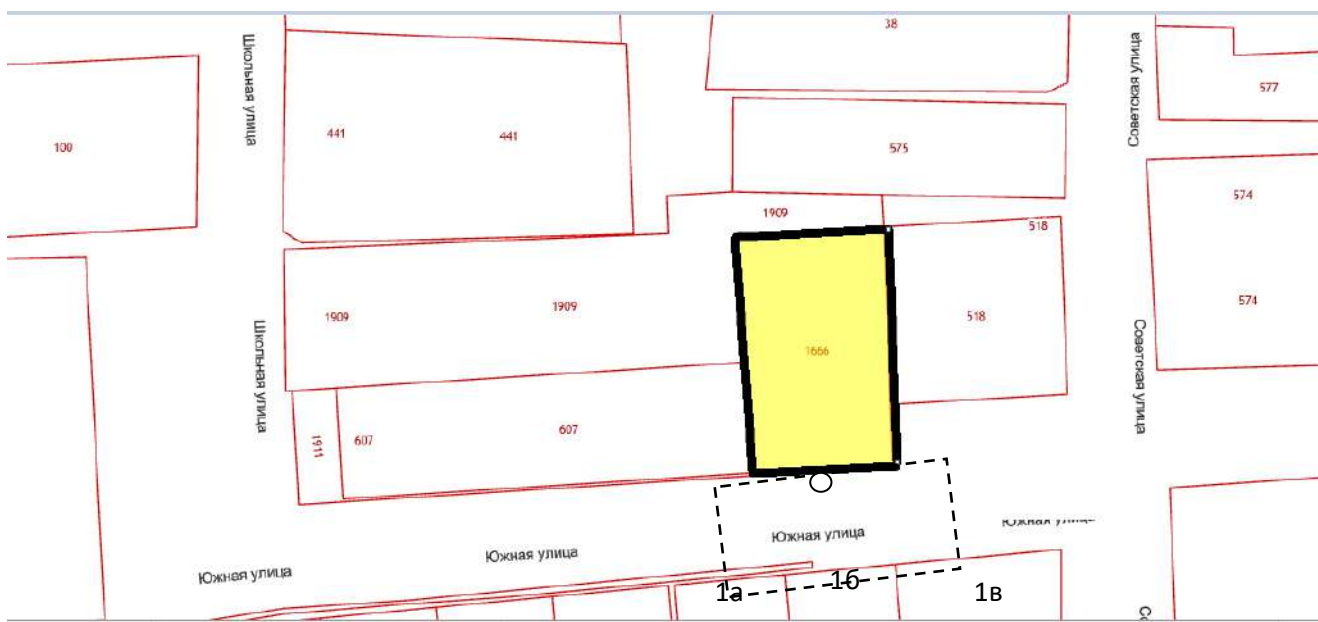 38
577
Школьная улица
Советская улица
441
441
100
575
574
1909
518
574
1909
1909
518
1666
Школьная улица
Советская улица
607
607
1911
Южная улица
Южная улица
Южная улица
Южная улица
1а
1б
1в
Со